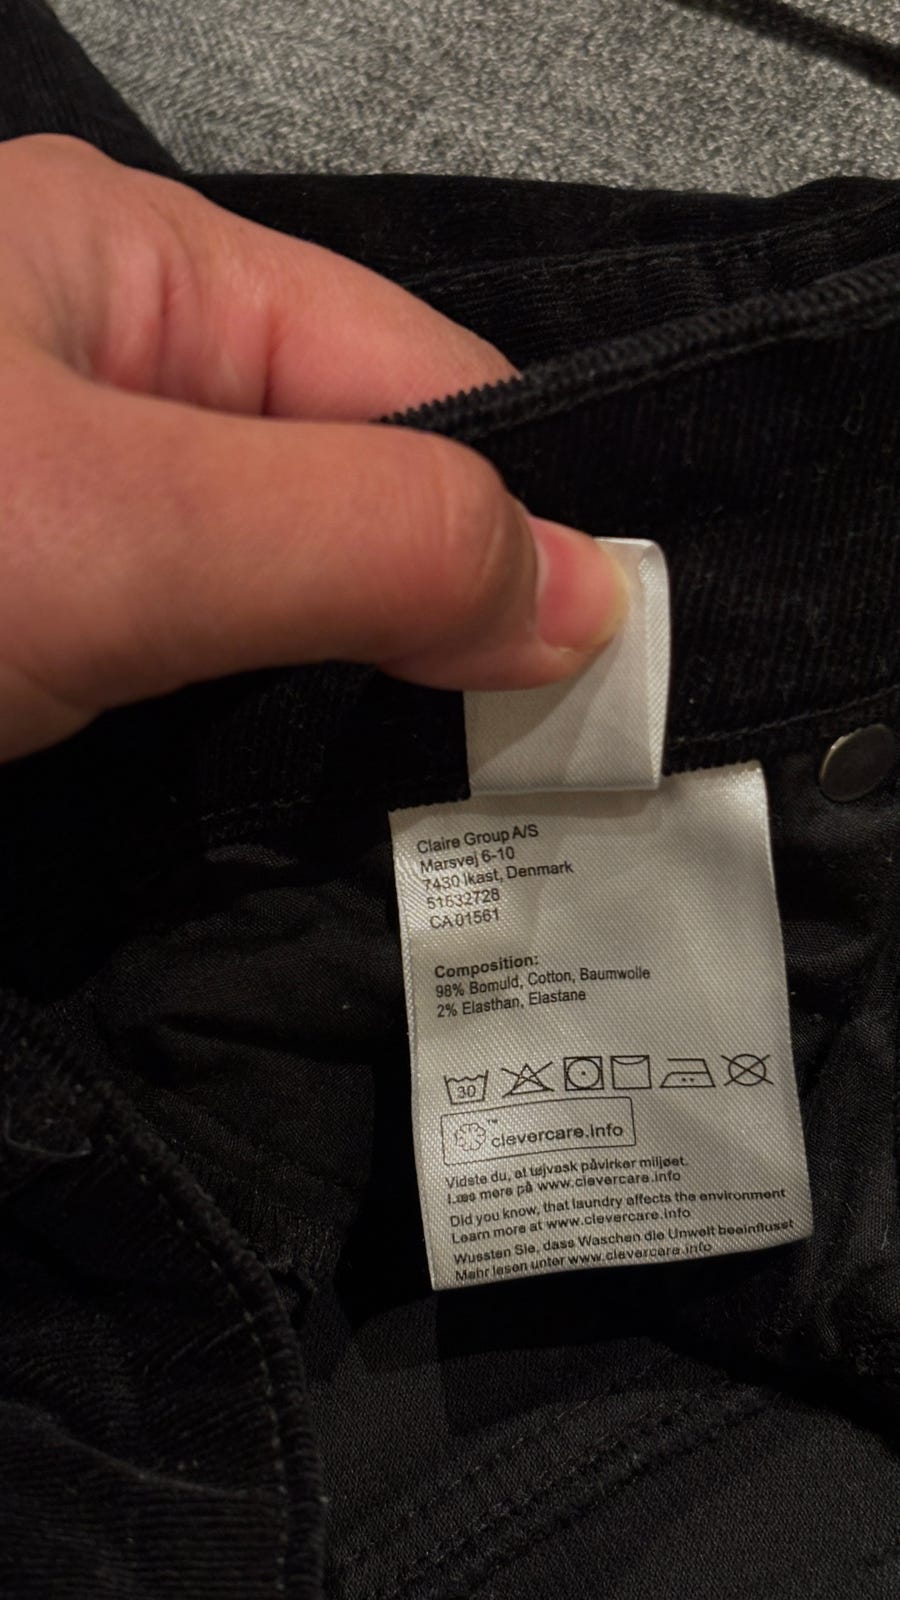 Claire Group A/S
Marsvej 6-10
7430 Ikast, Denmark
51632728
CA 01561
Composition:
98% Bomuld, Cotton, Baumwolle
2% Elasthan, Elastane
30
™
clevercare.info
Vidste du, at tøjvask påvirker miljøet.
Læs mere på www.clevercare.info
Did you know, that laundry affects the environment
Learn more at www.clevercare.info
Wussten Sie, dass Waschen die Umwelt beeinflusst
Mehr lesen unter www.clevercare.info